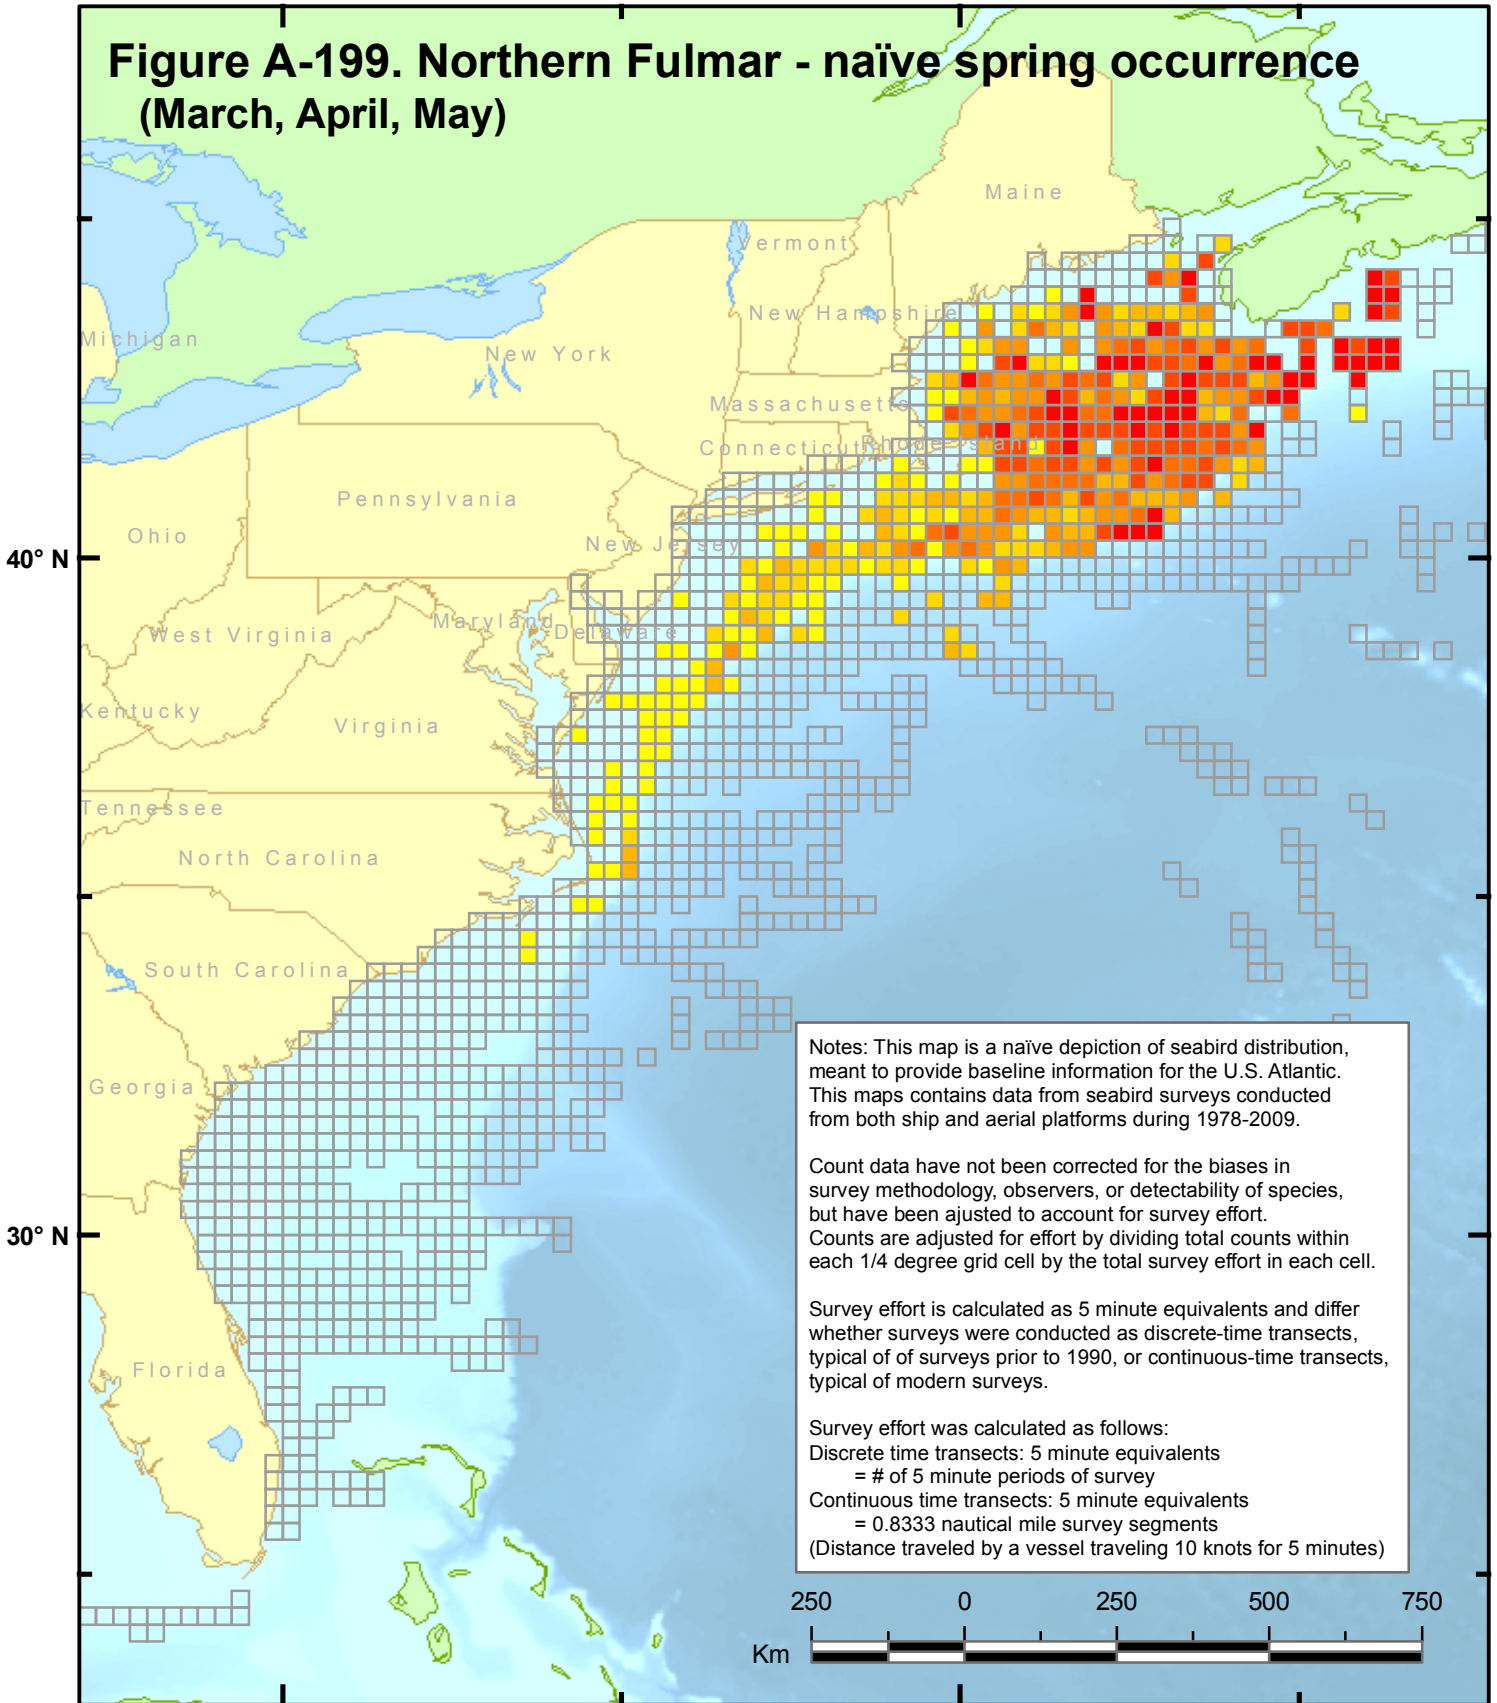 Figure A-199. Northern Fulmar - naïve spring occurrence
(March, April, May)
Maine
Vermont
New Hampshire
Michigan
New York
Massachusetts
Connecticut
Rhode Island
Pennsylvania
Ohio
New Jersey
40° N
West Virginia
Maryland
Delaware
Kentucky
Virginia
Tennessee
North Carolina
South Carolina
Georgia
30° N
Florida
Notes: This map is a naïve depiction of seabird distribution,
meant to provide baseline information for the U.S. Atlantic.
This maps contains data from seabird surveys conducted
from both ship and aerial platforms during 1978-2009.
Count data have not been corrected for the biases in
survey methodology, observers, or detectability of species,
but have been ajusted to account for survey effort.
Counts are adjusted for effort by dividing total counts within
each 1/4 degree grid cell by the total survey effort in each cell.
Survey effort is calculated as 5 minute equivalents and differ
whether surveys were conducted as discrete-time transects,
typical of of surveys prior to 1990, or continuous-time transects,
typical of modern surveys.
Survey effort was calculated as follows:
Discrete time transects: 5 minute equivalents
= # of 5 minute periods of survey
Continuous time transects: 5 minute equivalents
= 0.8333 nautical mile survey segments
(Distance traveled by a vessel traveling 10 knots for 5 minutes)
250 0 250 500 750
Km